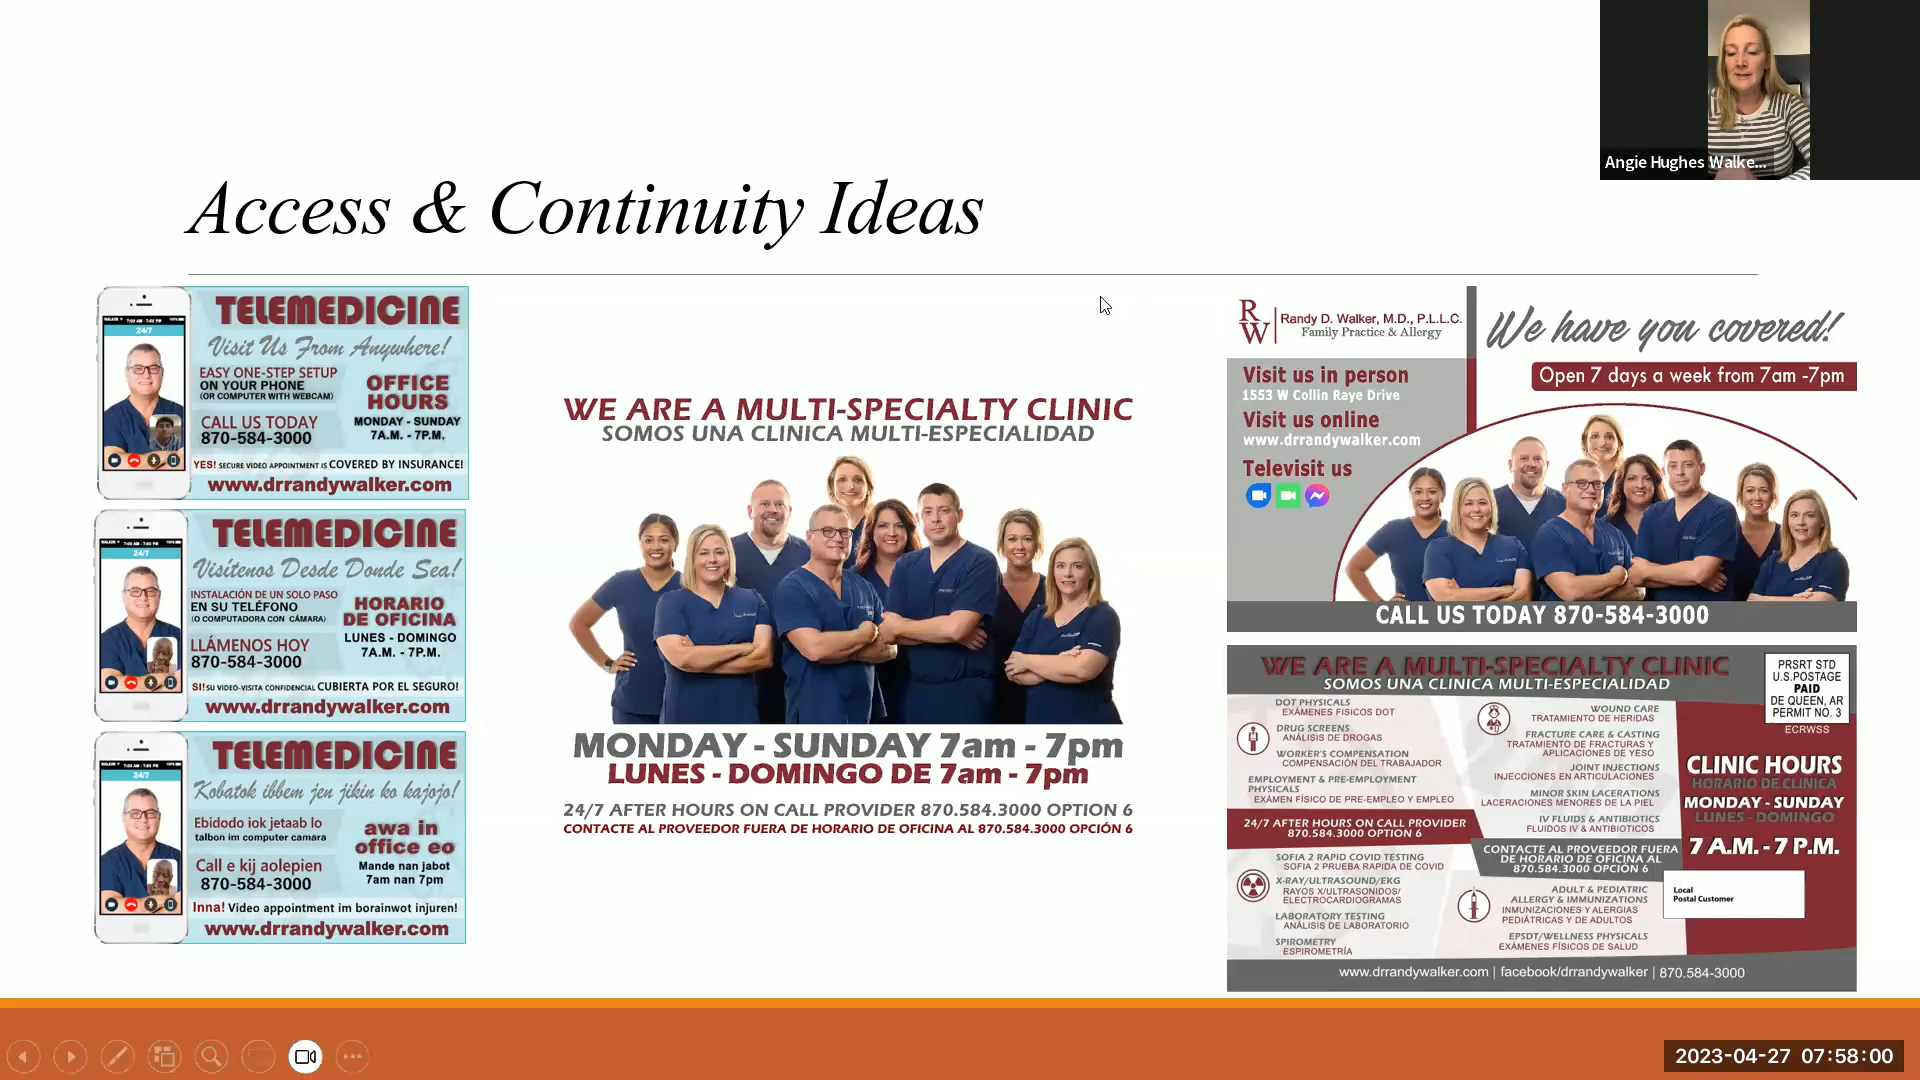 Angie Hughes Walke...
Access & Continuity Ideas
24/7
TELEMEDICINE
Visit Us From Anywhere!
EASY ONE-STEP SETUP
ON YOUR PHONE
(OR COMPUTER WITH WEBCAM)
CALL US TODAY
870-584-3000
OFFICE
HOURS
MONDAY - SUNDAY
7A.M. - 7P.M.
YES! SECURE VIDEO APPOINTMENT IS COVERED BY INSURANCE!
www.drrandywalker.com
24/7
TELEMEDICINE
Visítenos Desde Donde Sea!
INSTALACIÓN DE UN SOLO PASO
EN SU TELÉFONO
(O COMPUTADORA CON CÁMARA)
LLÁMENOS HOY
870-584-3000
HORARIO
DE OFICINA
LUNES - DOMINGO
7A.M. - 7P.M.
SI! SU VIDEO-VISITA CONFIDENCIAL CUBIERTA POR EL SEGURO!
www.drrandywalker.com
24/7
TELEMEDICINE
Kobatok ibbem jen jikin ko kajojo!
Ebidodo iok jetaab lo
talbon im computer camara
Call e kij aolepien
870-584-3000
awa in
office eo
Mande nan jabot
7am nan 7pm
Inna! Video appointment im borainwot injuren!
www.drrandywalker.com
WE ARE A MULTI-SPECIALTY CLINIC
SOMOS UNA CLINICA MULTI-ESPECIALIDAD
MONDAY - SUNDAY 7am - 7pm
LUNES - DOMINGO DE 7am - 7pm
24/7 AFTER HOURS ON CALL PROVIDER 870.584.3000 OPTION 6
CONTACTE AL PROVEEDOR FUERA DE HORARIO DE OFICINA AL 870.584.3000 OPCIÓN 6
RW
Randy D. Walker, M.D., P.L.L.C.
Family Practice & Allergy
We have you covered!
Open 7 days a week from 7am -7pm
Visit us in person
1553 W Collin Raye Drive
Visit us online
www.drrandywalker.com
Televisit us
CALL US TODAY 870-584-3000
WE ARE A MULTI-SPECIALTY CLINIC
SOMOS UNA CLINICA MULTI-ESPECIALIDAD
PRSRT STD
U.S.POSTAGE
PAID
DE QUEEN, AR
PERMIT NO. 3
ECRWSS
DOT PHYSICALS
EXÁMENES FISICOS DOT
DRUG SCREENS
ANÁLISIS DE DROGAS
WORKER'S COMPENSATION
COMPENSACIÓN DEL TRABAJADOR
EMPLOYMENT & PRE-EMPLOYMENT
PHYSICALS
EXÁMEN FÍSICO DE PRE-EMPLEO Y EMPLEO
24/7 AFTER HOURS ON CALL PROVIDER
870.584.3000 OPTION 6
SOFIA 2 RAPID COVID TESTING
SOFIA 2 PRUEBA RAPIDA DE COVID
X-RAY/ULTRASOUND/EKG
RAYOS X/ULTRASONIDOS/
ELECTROCARDIOGRAMAS
LABORATORY TESTING
ANÁLISIS DE LABORATORIO
SPIROMETRY
ESPIROMETRÍA
WOUND CARE
TRATAMIENTO DE HERIDAS
FRACTURE CARE & CASTING
TRATAMIENTO DE FRACTURAS Y
APLICACIONES DE YESO
JOINT INJECTIONS
INJECCIONES EN ARTICULACIONES
MINOR SKIN LACERATIONS
LACERACIONES MENORES DE LA PIEL
IV FLUIDS & ANTIBIOTICS
FLUIDOS IV & ANTIBIOTICOS
CONTACTE AL PROVEEDOR FUERA
DE HORARIO DE OFICINA AL
870.584.3000 OPCIÓN 6
ADULT & PEDIATRIC
ALLERGY & IMMUNIZATIONS
INMUNIZACIONES Y ALERGIAS
PEDIÁTRICAS Y DE ADULTOS
EPSDT/WELLNESS PHYSICALS
EXÁMENES FÍSICOS DE SALUD
CLINIC HOURS
HORARIO DE CLINICA
MONDAY - SUNDAY
LUNES - DOMINGO
7 A.M. - 7 P.M.
Local
Postal Customer
www.drrandywalker.com | facebook/drrandywalker | 870.584-3000
2023-04-27 07:58:00